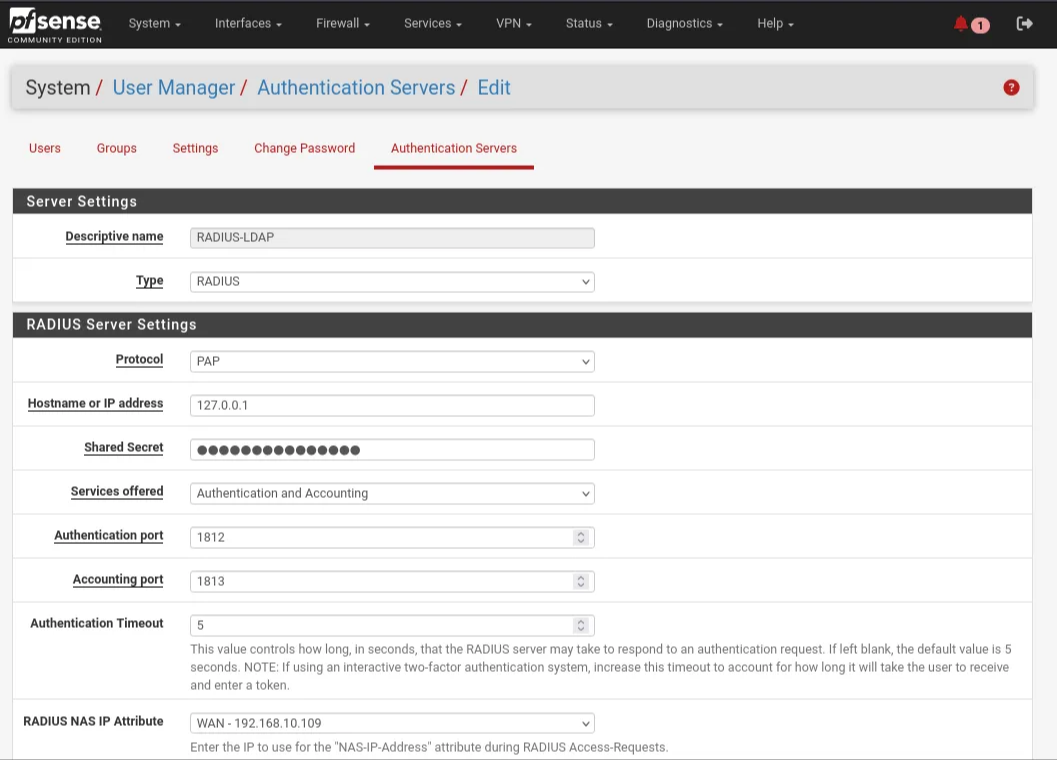 pfsense
COMMUNITY EDITION
System Interfaces Firewall Services VPN Status Diagnostics Help 1
System / User Manager / Authentication Servers / Edit ?
Users Groups Settings Change Password Authentication Servers
Server Settings
Descriptive name RADIUS-LDAP
Type RADIUS
RADIUS Server Settings
Protocol PAP
Hostname or IP address 127.0.0.1
Shared Secret ●●●●●●●●●●●●●●●
Services offered Authentication and Accounting
Authentication port 1812
Accounting port 1813
Authentication Timeout 5
This value controls how long, in seconds, that the RADIUS server may take to respond to an authentication request. If left blank, the default value is 5
seconds. NOTE: If using an interactive two-factor authentication system, increase this timeout to account for how long it will take the user to receive
and enter a token.
RADIUS NAS IP Attribute WAN - 192.168.10.109
Enter the IP to use for the "NAS-IP-Address" attribute during RADIUS Access-Requests.